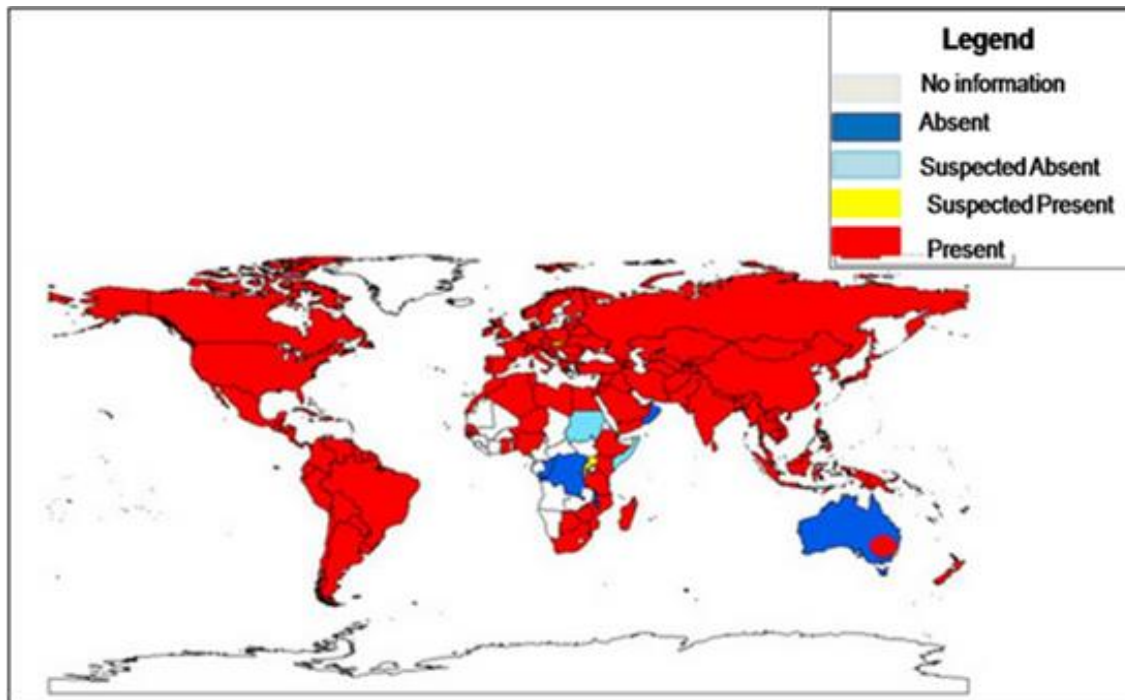 Legend
No information
Absent
Suspected Absent
Suspected Present
Present